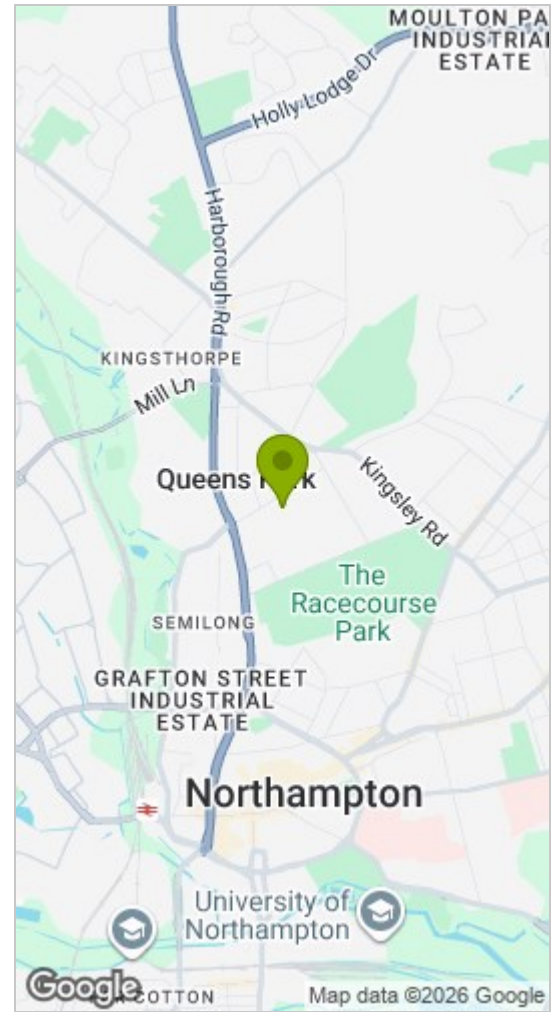 MOULTON PA
INDUSTRIAL
ESTATE
Holly Lodge Dr
Harborough Rd
KINGSTHORPE
Mill Ln
Queens Park
Kingsley Rd
The
Racecourse
Park
SEMILONG
GRAFTON STREET
INDUSTRIAL
ESTATE
Northampton
University of
Northampton
Google
COTTON
Map data ©2026 Google